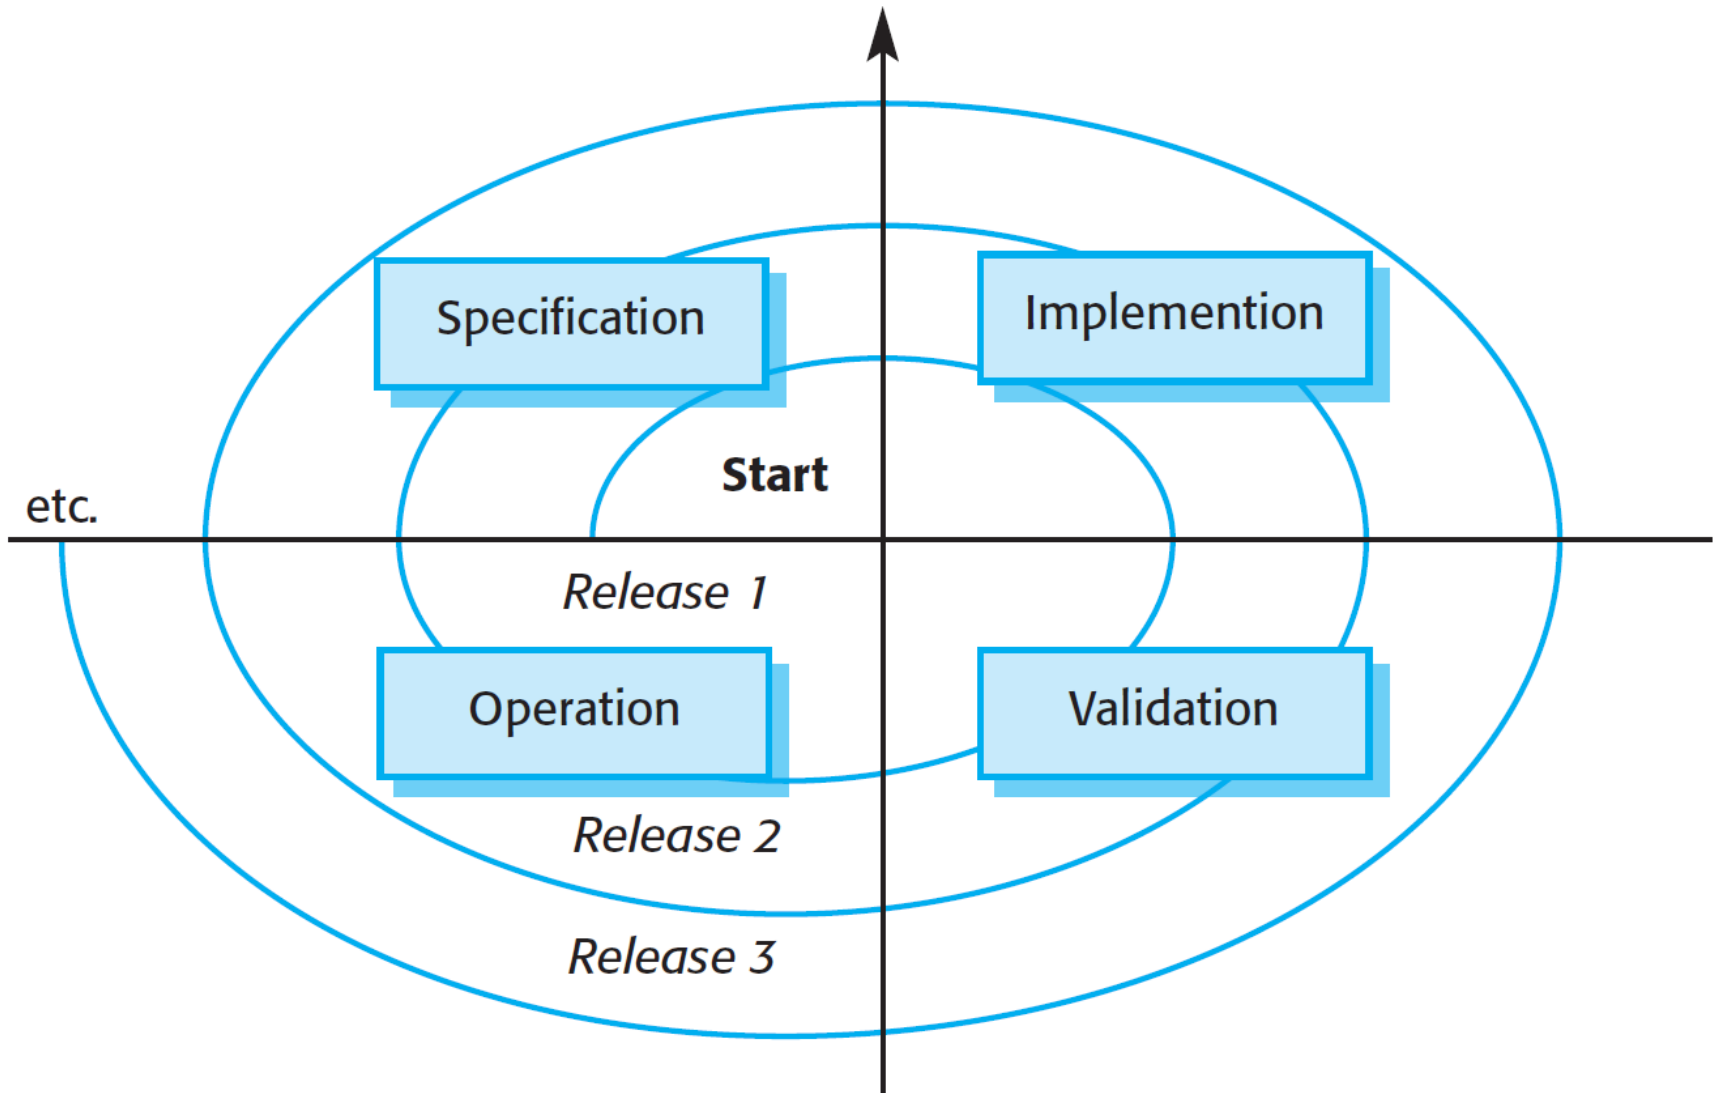 Specification
Implemention
Start
etc.
Release 1
Operation
Validation
Release 2
Release 3